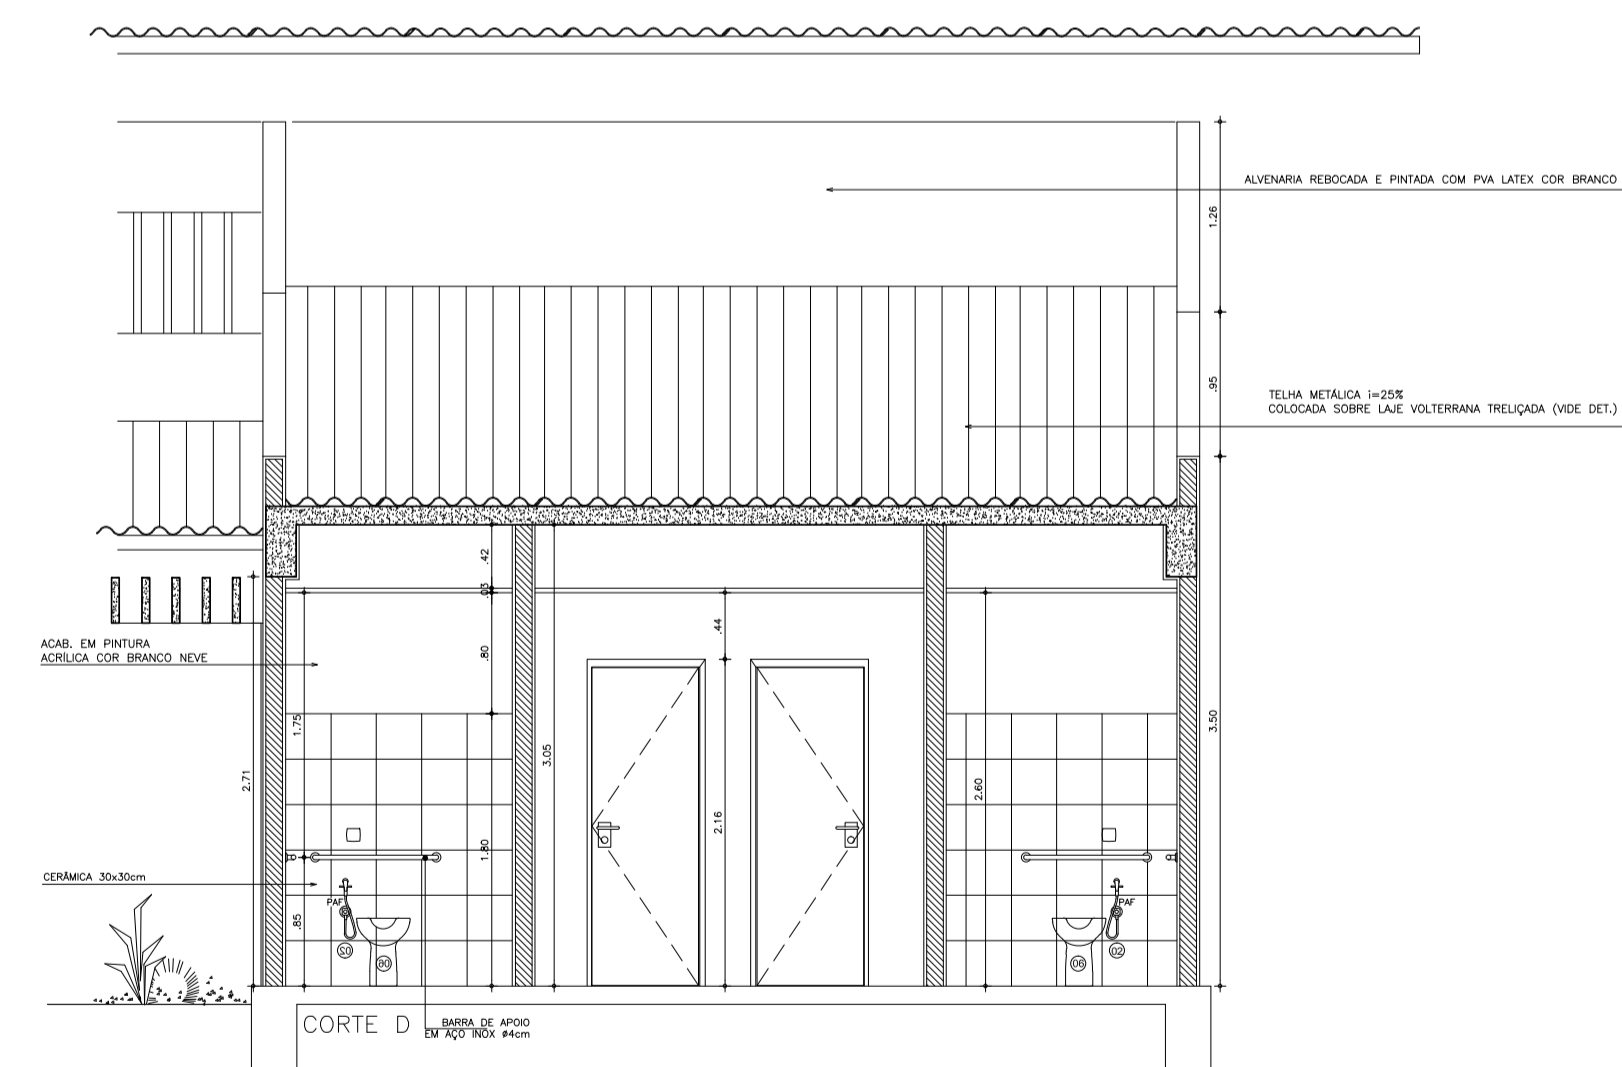 ALVENARIA REBOCADA E PINTADA COM PVA LATEX COR BRANCO
1.26
.95
TELHA METÁLICA i=25%
COLOCADA SOBRE LAJE VOLTERRANA TRELIÇADA (VIDE DET.)
.42
.03
.44
.80
ACAB. EM PINTURA
ACRÍLICA COR BRANCO NEVE
1.75
3.50
3.05
2.71
2.60
2.16
1.80
CERÂMICA 30x30cm
PAF
PAF
.85
02
02
06
06
CORTE D
BARRA DE APOIO
EM AÇO INOX ø4cm